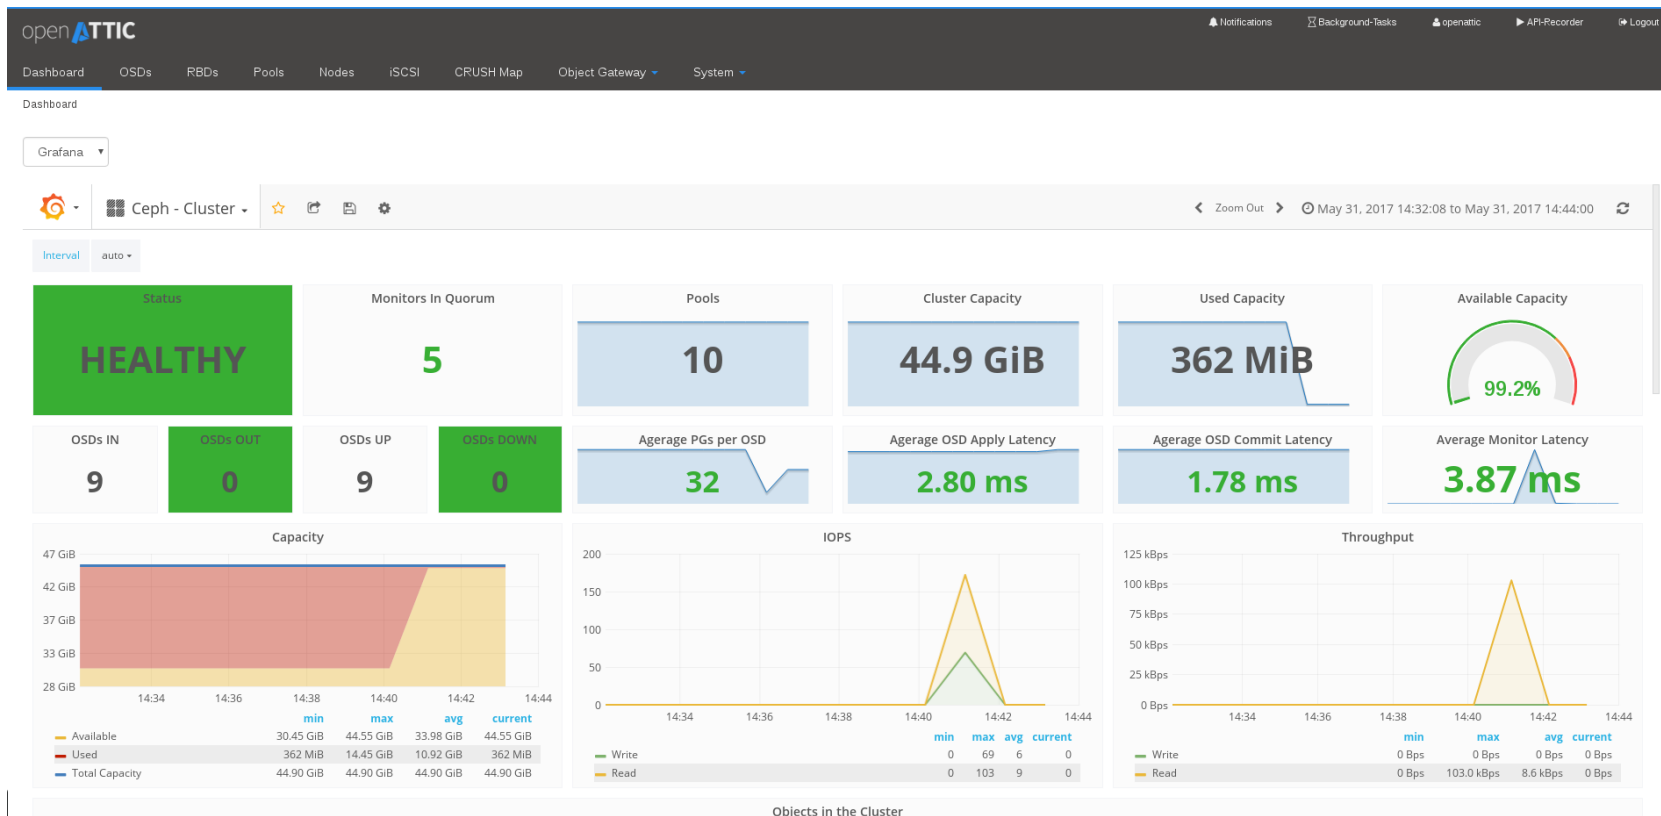 openATTIC
Notifications Background-Tasks openattic API-Recorder Logout
Dashboard OSDs RBDs Pools Nodes iSCSI CRUSH Map Object Gateway System
Dashboard
Grafana
Ceph - Cluster Zoom Out May 31, 2017 14:32:08 to May 31, 2017 14:44:00
Interval auto
Status Monitors In Quorum Pools Cluster Capacity Used Capacity Available Capacity
HEALTHY 5 10 44.9 GiB 362 MiB 99.2%
OSDs IN OSDs OUT OSDs UP OSDs DOWN Agerage PGs per OSD Agerage OSD Apply Latency Agerage OSD Commit Latency Average Monitor Latency
9 0 9 0 32 2.80 ms 1.78 ms 3.87 ms
Capacity
47 GiB
42 GiB
37 GiB
33 GiB
28 GiB
14:34 14:36 14:38 14:40 14:42 14:44
min max avg current
Available 30.45 GiB 44.55 GiB 33.98 GiB 44.55 GiB
Used 362 MiB 14.45 GiB 10.92 GiB 362 MiB
Total Capacity 44.90 GiB 44.90 GiB 44.90 GiB 44.90 GiB
IOPS
200
150
100
50
0
14:34 14:36 14:38 14:40 14:42 14:44
min max avg current
Write 0 69 6 0
Read 0 103 9 0
Throughput
125 kBps
100 kBps
75 kBps
50 kBps
25 kBps
0 Bps
14:34 14:36 14:38 14:40 14:42 14:44
min max avg current
Write 0 Bps 0 Bps 0 Bps 0 Bps
Read 0 Bps 103.0 kBps 8.6 kBps 0 Bps
Objects in the Cluster